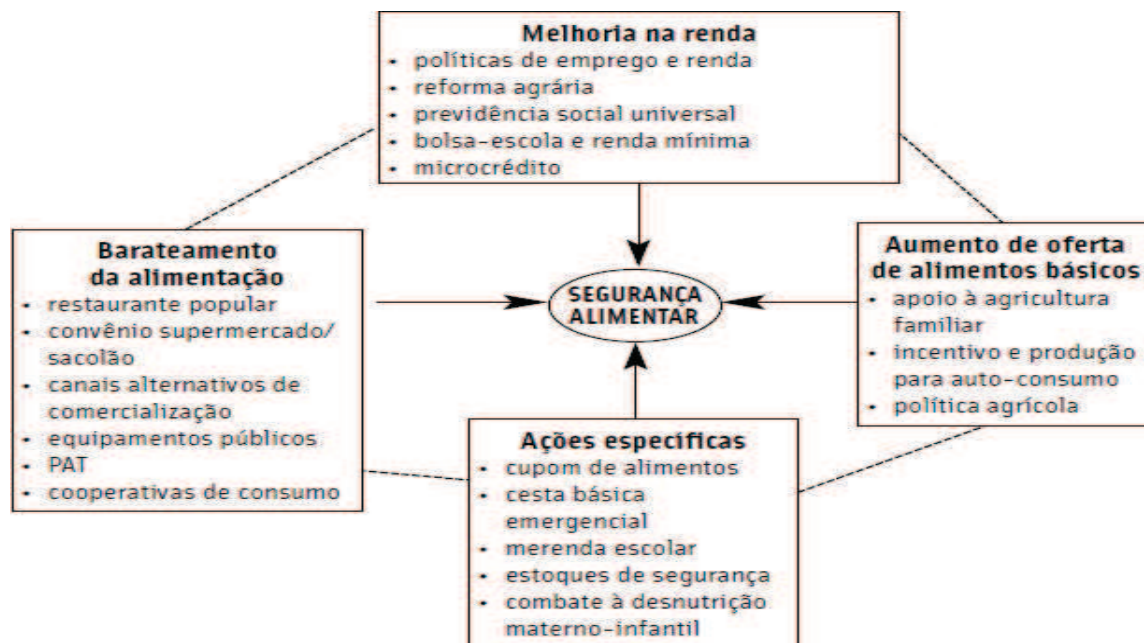 Melhoria na renda
• políticas de emprego e renda
• reforma agrária
• previdência social universal
• bolsa-escola e renda mínima
• microcrédito
Barateamento
da alimentação
• restaurante popular
• convênio supermercado/
sacolão
• canais alternativos de
comercialização
• equipamentos públicos
• PAT
• cooperativas de consumo
SEGURANÇA
ALIMENTAR
Aumento de oferta
de alimentos básicos
• apoio à agricultura
familiar
• incentivo e produção
para auto-consumo
• política agrícola
Ações especificas
• cupom de alimentos
• cesta básica
emergencial
• merenda escolar
• estoques de segurança
• combate à desnutrição
materno-infantil